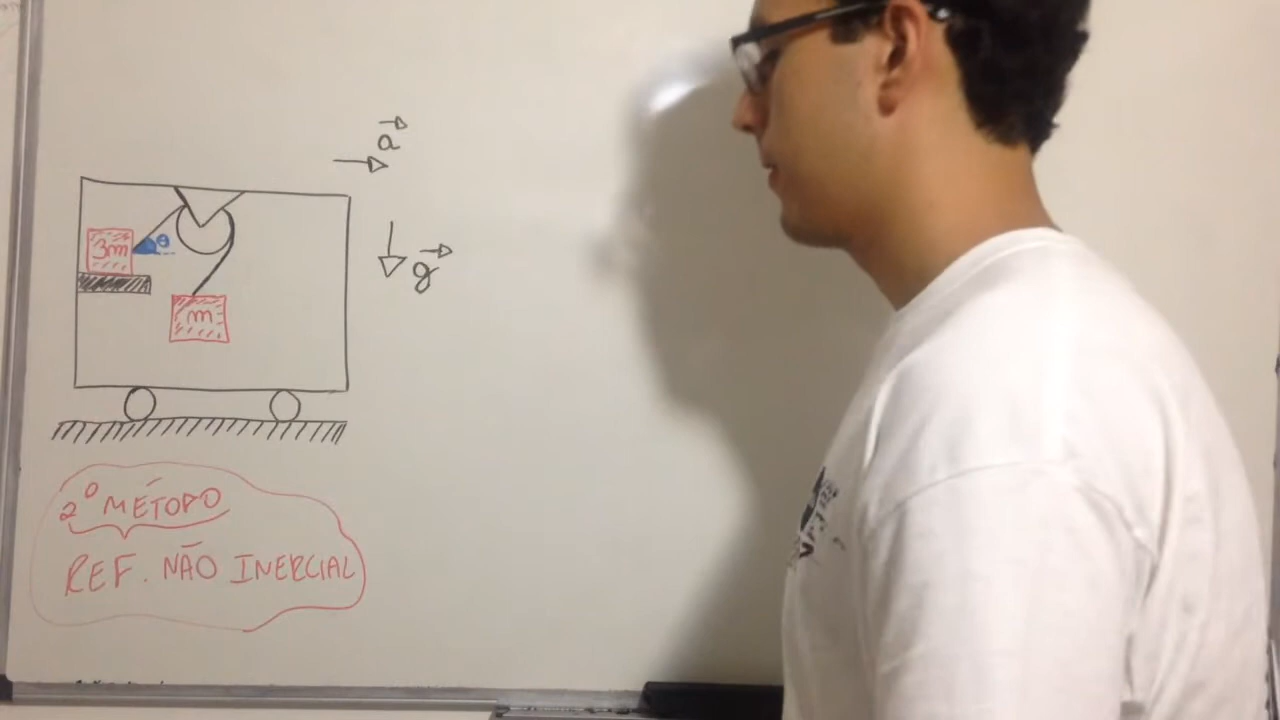 a
3m
θ
g
m
2º MÉTODO
REF. NÃO INERCIAL